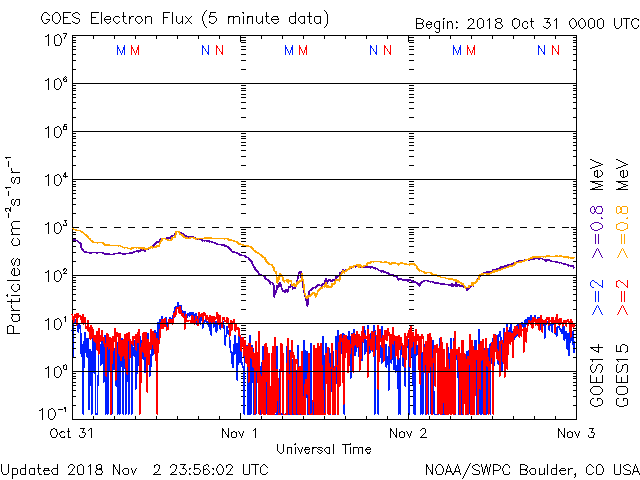 GOES Electron Flux (5 minute data)
Begin: 2018 Oct 31 0000 UTC
M M N N M M N N M M N N
10⁷
10⁶
10⁵
10⁴
10³
10²
10¹
10⁰
10⁻¹
Particles cm⁻²s⁻¹sr⁻¹
Oct 31 Nov 1 Nov 2 Nov 3
Universal Time
GOES14 >=2 >=0.8 MeV
GOES15 >=2 >=0.8 MeV
Updated 2018 Nov 2 23:56:02 UTC
NOAA/SWPC Boulder, CO USA